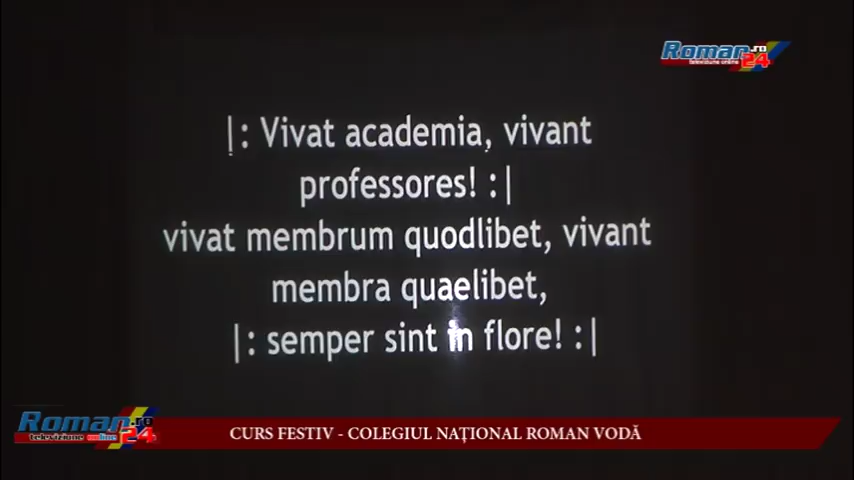 Roman.ro
televiziune online 24
|: Vivat academia, vivant
professores! :|
vivat membrum quodlibet, vivant
membra quaelibet,
|: semper sint in flore! :|
Roman.ro
televiziune online 24
CURS FESTIV - COLEGIUL NAȚIONAL ROMAN VODĂ